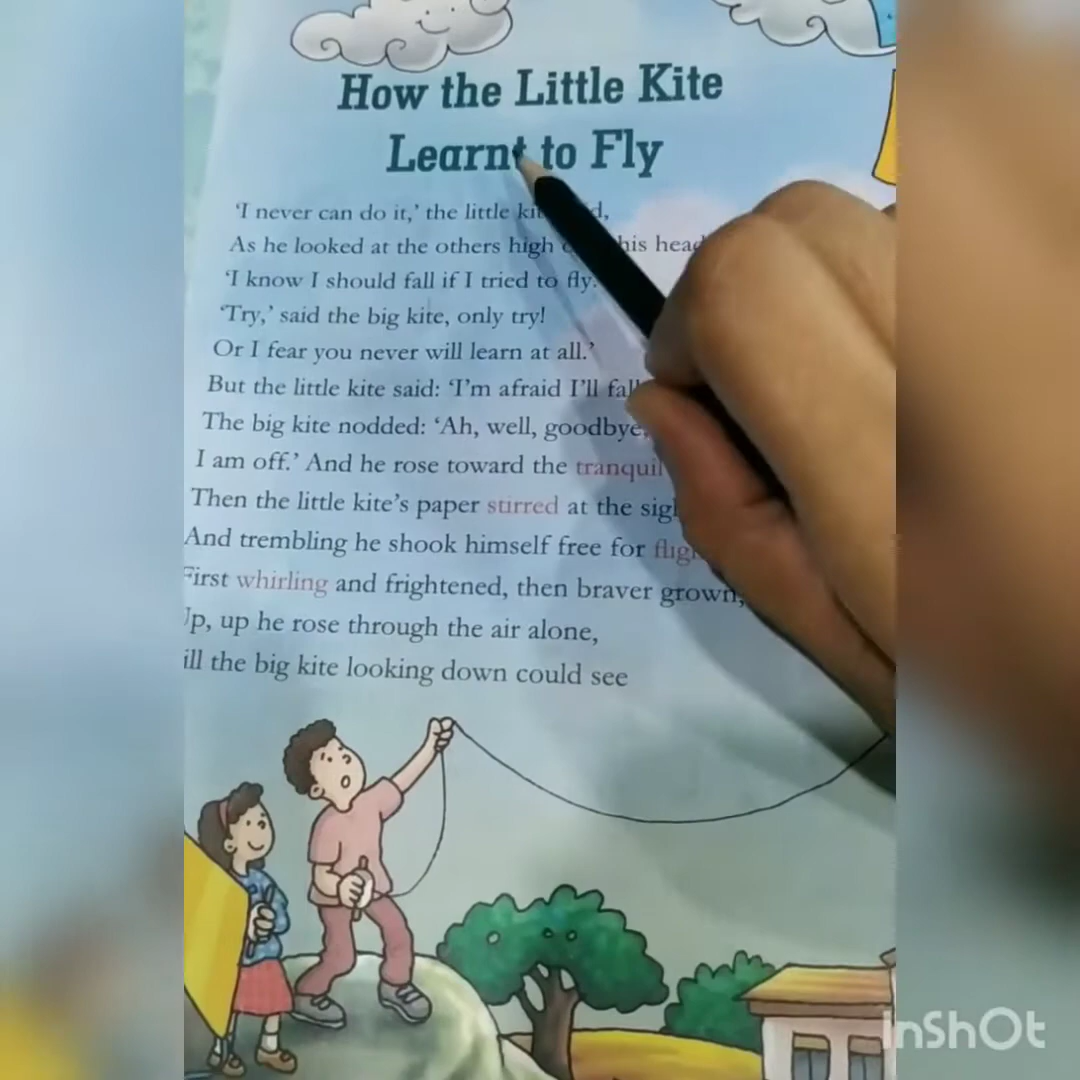 How the Little Kite
Learnt to Fly
'I never can do it,' the little
As he looked at the others high his head
'I know I should fall if I tried to fly.
'Try,' said the big kite, only try!
Or I fear you never will learn at all.'
But the little kite said: 'I'm afraid I'll fall
The big kite nodded: 'Ah, well, goodbye,
I am off.' And he rose toward the tranquil
Then the little kite's paper stirred at the
And trembling he shook himself free for
First whirling and frightened, then braver grown,
Up, up he rose through the air alone,
ill the big kite looking down could see
InShOt